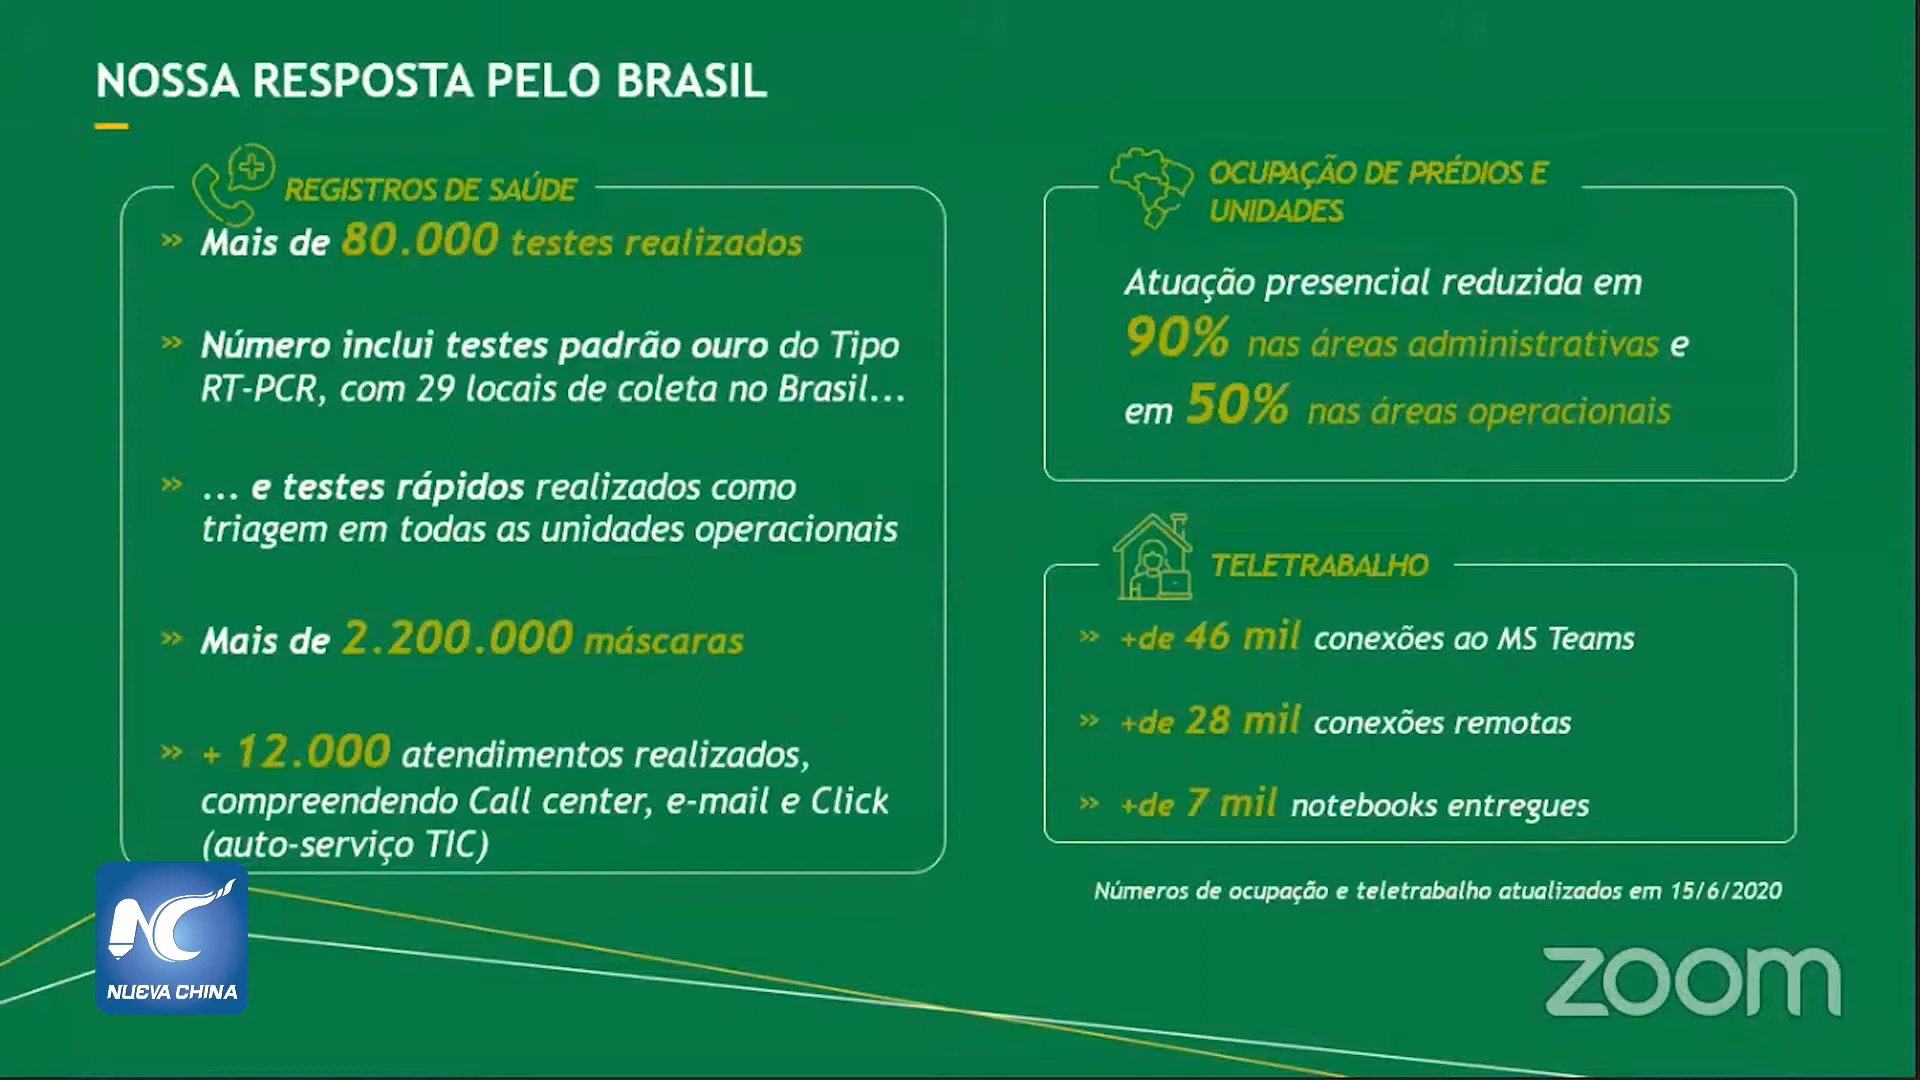 NOSSA RESPOSTA PELO BRASIL
REGISTROS DE SAÚDE
» Mais de 80.000 testes realizados
» Número inclui testes padrão ouro do Tipo
RT-PCR, com 29 locais de coleta no Brasil...
» ... e testes rápidos realizados como
triagem em todas as unidades operacionais
» Mais de 2.200.000 máscaras
» + 12.000 atendimentos realizados,
compreendendo Call center, e-mail e Click
(auto-serviço TIC)
OCUPAÇÃO DE PRÉDIOS E
UNIDADES
Atuação presencial reduzida em
90% nas áreas administrativas e
em 50% nas áreas operacionais
TELETRABALHO
» +de 46 mil conexões ao MS Teams
» +de 28 mil conexões remotas
» +de 7 mil notebooks entregues
Números de ocupação e teletrabalho atualizados em 15/6/2020
NC
NUEVA CHINA
zoom